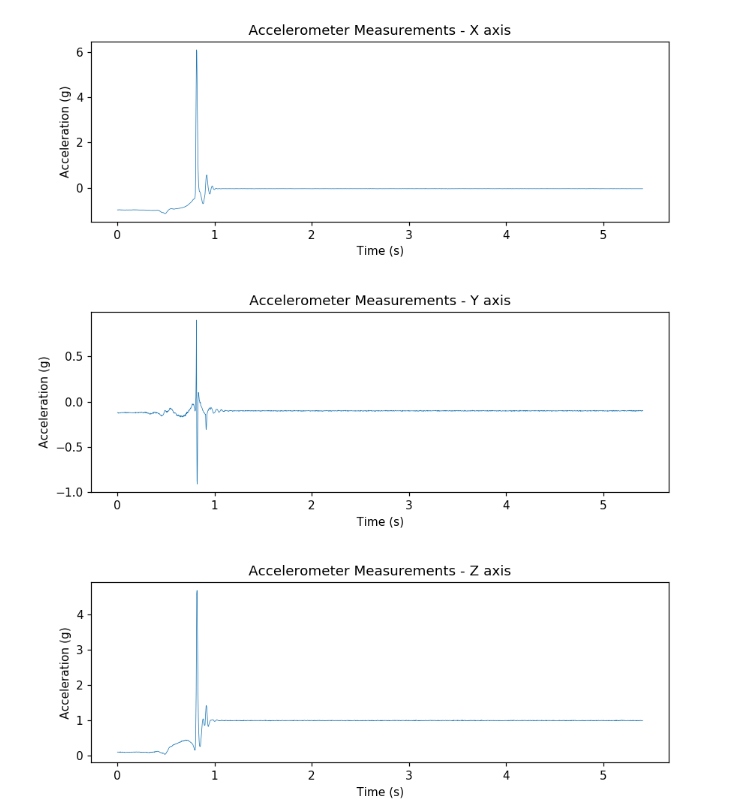 Accelerometer Measurements - X axis
Acceleration (g)
6
4
2
0
0 1 2 3 4 5
Time (s)
Accelerometer Measurements - Y axis
Acceleration (g)
0.5
0.0
−0.5
−1.0
0 1 2 3 4 5
Time (s)
Accelerometer Measurements - Z axis
Acceleration (g)
4
3
2
1
0
0 1 2 3 4 5
Time (s)